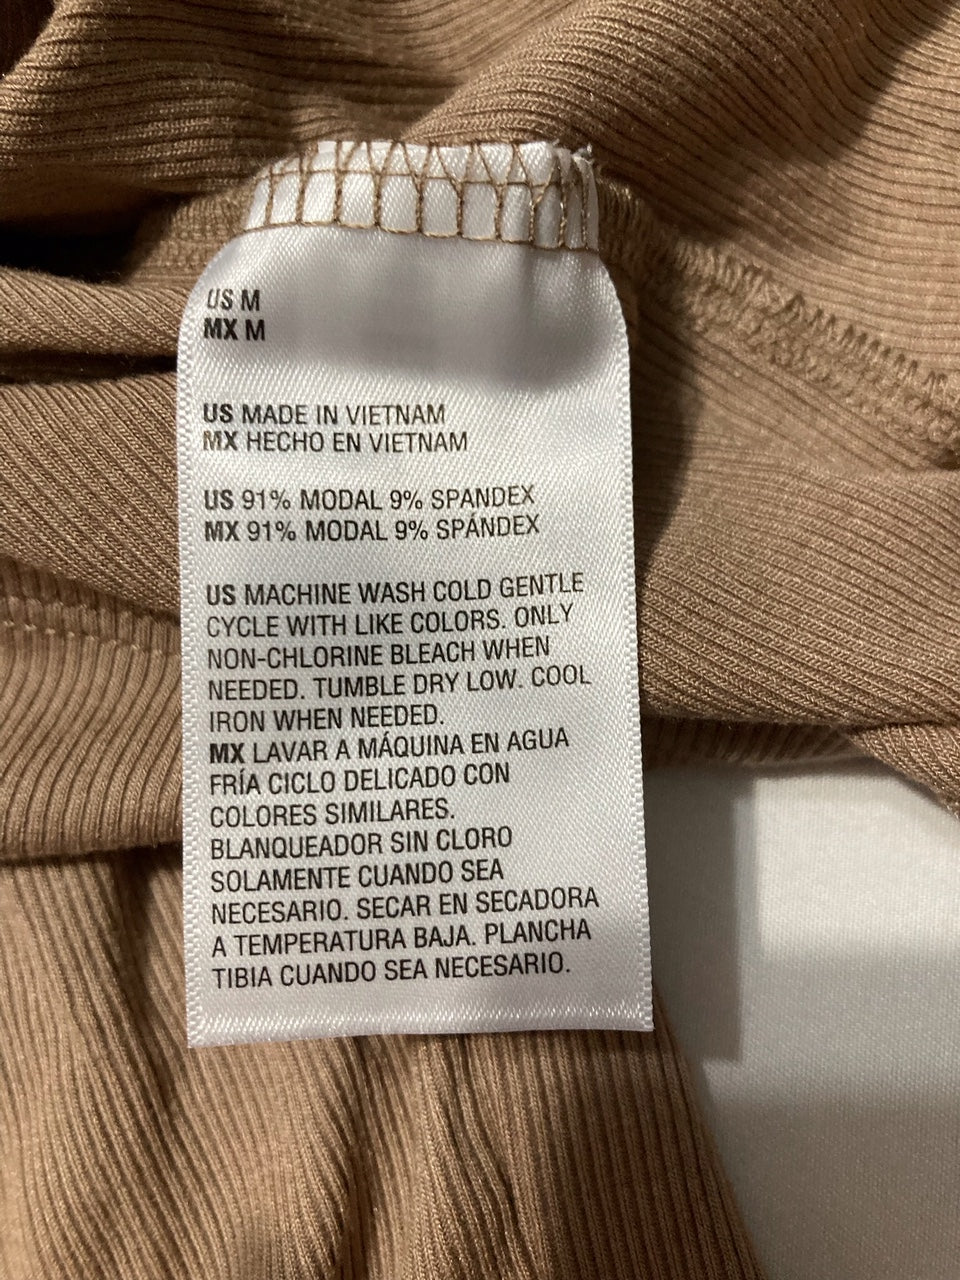 US M
MX M
US MADE IN VIETNAM
MX HECHO EN VIETNAM
US 91% MODAL 9% SPANDEX
MX 91% MODAL 9% SPÁNDEX
US MACHINE WASH COLD GENTLE
CYCLE WITH LIKE COLORS. ONLY
NON-CHLORINE BLEACH WHEN
NEEDED. TUMBLE DRY LOW. COOL
IRON WHEN NEEDED.
MX LAVAR A MÁQUINA EN AGUA
FRÍA CICLO DELICADO CON
COLORES SIMILARES.
BLANQUEADOR SIN CLORO
SOLAMENTE CUANDO SEA
NECESARIO. SECAR EN SECADORA
A TEMPERATURA BAJA. PLANCHA
TIBIA CUANDO SEA NECESARIO.